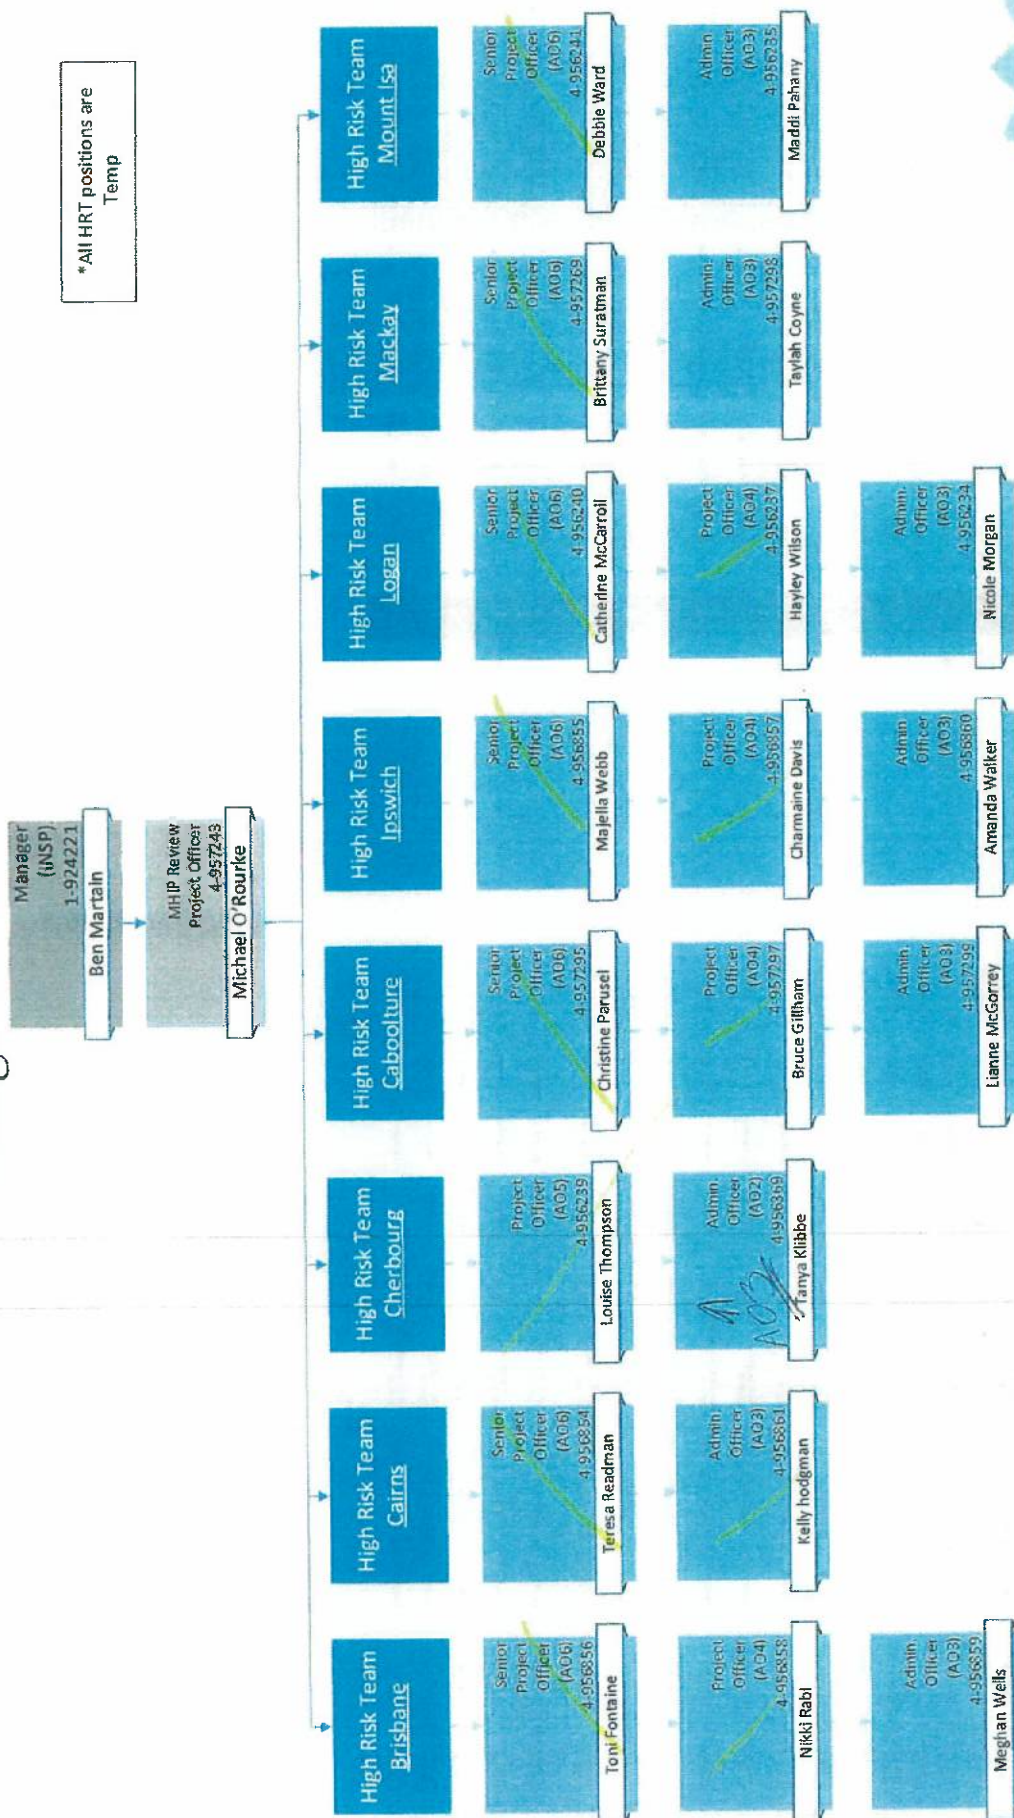 *All HRT positions are
Temp
Manager
(INSP)
1-924221
Ben Martain
MHIP Review
Project Officer
4-957243
Michael O'Rourke
High Risk Team
Brisbane
Senior
Project
Officer
(AO6)
4-956856
Toni Fontaine
Project
Officer
(AO4)
4-956858
Nikki Rabl
Admin.
Officer
(AO3)
4-956859
Meghan Wells
High Risk Team
Cairns
Senior
Project
Officer
(AO6)
4-956854
Teresa Readman
Admin.
Officer
(AO3)
4-956861
Kelly hodgman
High Risk Team
Cherbourg
Project
Officer
(AO5)
4-956239
Louise Thompson
Admin.
Officer
(AO2)
4-956369
AO3
Tanya Klibbe
High Risk Team
Caboolture
Senior
Project
Officer
(AO6)
4-957295
Christine Parusel
Project
Officer
(AO4)
4-957297
Bruce Gillham
Admin.
Officer
(AO3)
4-957299
Lianne McGorrey
High Risk Team
Ipswich
Senior
Project
Officer
(AO6)
4-956855
Majella Webb
Project
Officer
(AO4)
4-956857
Charmaine Davis
Admin
Officer
(AO3)
4-956860
Amanda Walker
High Risk Team
Logan
Senior
Project
Officer
(AO6)
4-956240
Catherine McCarroll
Project
Officer
(AO4)
4-956237
Hayley Wilson
Admin.
Officer
(AO3)
4-956234
Nicole Morgan
High Risk Team
Mackay
Senior
Project
Officer
(AO6)
4-957269
Brittany Suratman
Admin.
Officer
(AO3)
4-957298
Taylah Coyne
High Risk Team
Mount Isa
Senior
Project
Officer
(AO6)
4-956241
Debbie Ward
Admin.
Officer
(AO3)
4-956235
Maddi Pahany